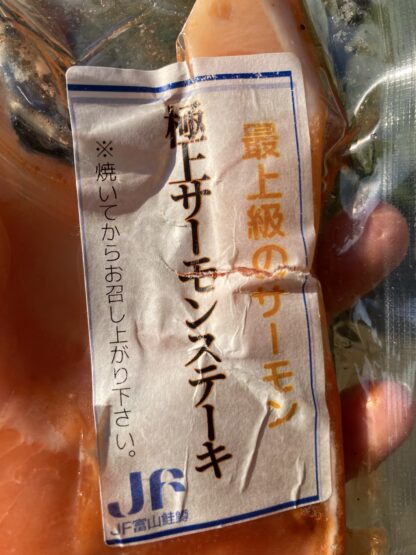 最上級のサーモン
極上サーモンステーキ
※焼いてからお召し上がり下さい。
JF
JF富山鮭鱒